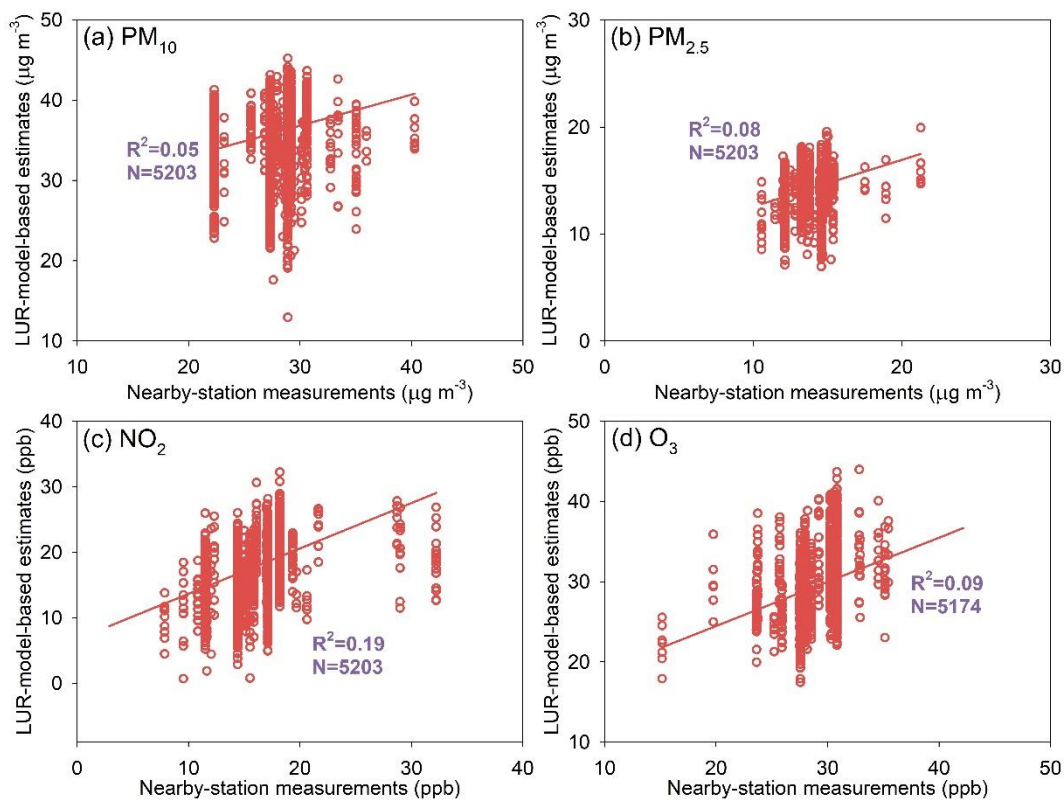 (a) PM₁₀
LUR-model-based estimates (μg m⁻³)
50
40
30
20
10
R²=0.05
N=5203
10 20 30 40 50
Nearby-station measurements (μg m⁻³)
(b) PM₂.₅
LUR-model-based estimates (μg m⁻³)
30
20
10
0
R²=0.08
N=5203
0 10 20 30
Nearby-station measurements (μg m⁻³)
(c) NO₂
LUR-model-based estimates (ppb)
40
30
20
10
0
R²=0.19
N=5203
0 10 20 30 40
Nearby-station measurements (ppb)
(d) O₃
LUR-model-based estimates (ppb)
50
40
30
20
10
R²=0.09
N=5174
10 20 30 40 50
Nearby-station measurements (ppb)